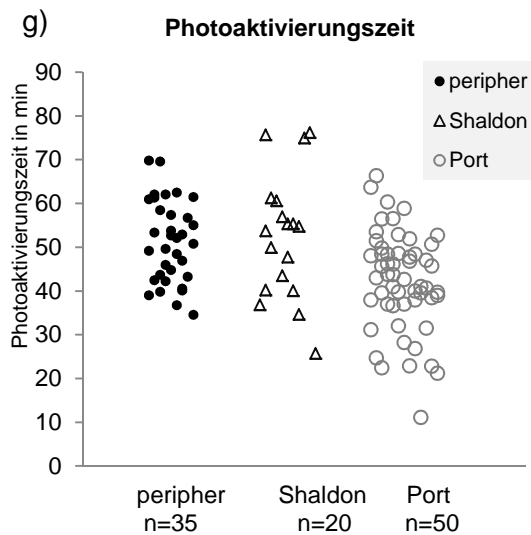 g)
Photoaktivierungszeit
Photoaktivierungszeit in min
90
80
70
60
50
40
30
20
10
0
peripher
Shaldon
Port
peripher Shaldon Port
n=35 n=20 n=50